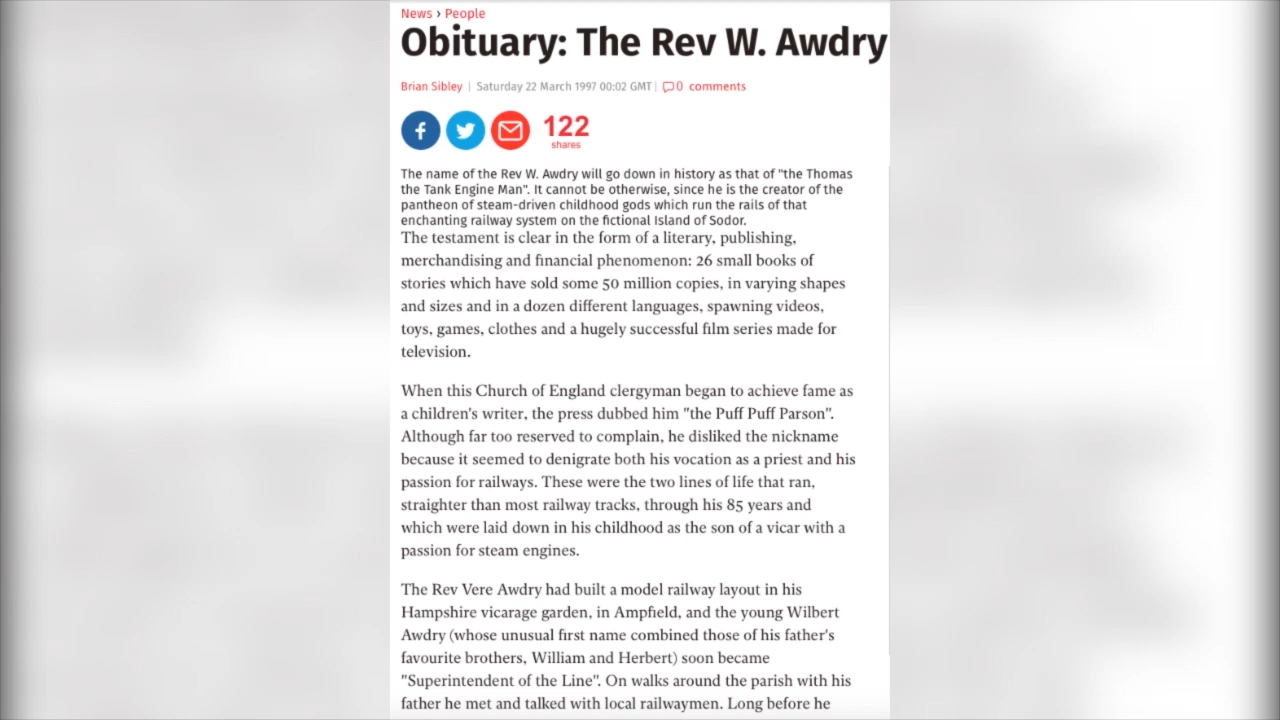 News › People
Obituary: The Rev W. Awdry
Brian Sibley | Saturday 22 March 1997 00:02 GMT | 0 comments
122
shares
The name of the Rev W. Awdry will go down in history as that of "the Thomas
the Tank Engine Man". It cannot be otherwise, since he is the creator of the
pantheon of steam-driven childhood gods which run the rails of that
enchanting railway system on the fictional Island of Sodor.
The testament is clear in the form of a literary, publishing,
merchandising and financial phenomenon: 26 small books of
stories which have sold some 50 million copies, in varying shapes
and sizes and in a dozen different languages, spawning videos,
toys, games, clothes and a hugely successful film series made for
television.
When this Church of England clergyman began to achieve fame as
a children's writer, the press dubbed him "the Puff Puff Parson".
Although far too reserved to complain, he disliked the nickname
because it seemed to denigrate both his vocation as a priest and his
passion for railways. These were the two lines of life that ran,
straighter than most railway tracks, through his 85 years and
which were laid down in his childhood as the son of a vicar with a
passion for steam engines.
The Rev Vere Awdry had built a model railway layout in his
Hampshire vicarage garden, in Ampfield, and the young Wilbert
Awdry (whose unusual first name combined those of his father's
favourite brothers, William and Herbert) soon became
"Superintendent of the Line". On walks around the parish with his
father he met and talked with local railwaymen. Long before he